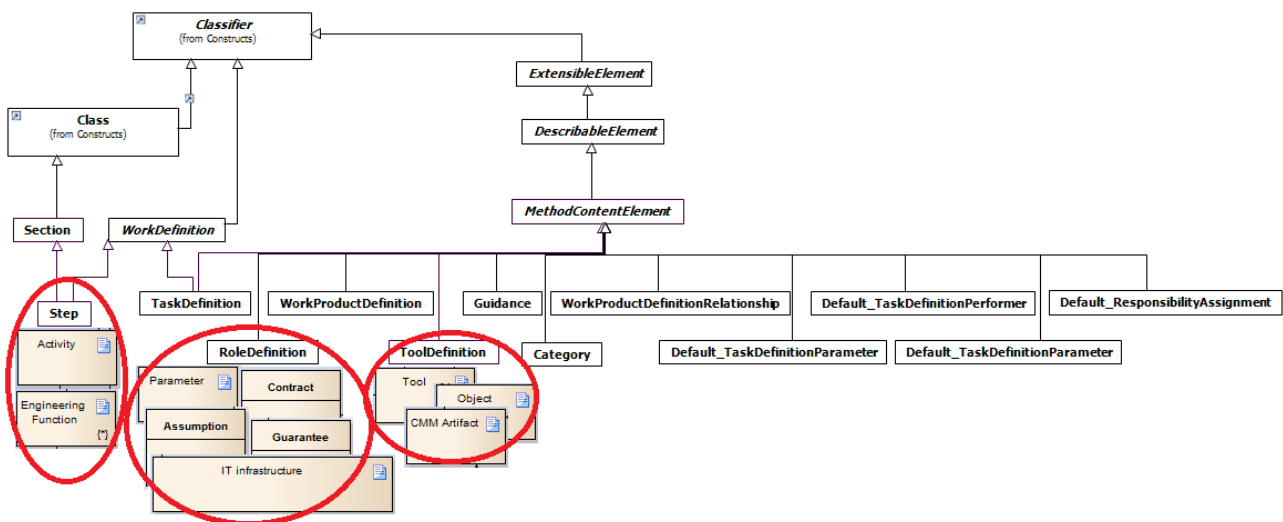 Classifier
(from Constructs)
ExtensibleElement
Class
(from Constructs)
DescribableElement
MethodContentElement
Section
WorkDefinition
TaskDefinition
WorkProductDefinition
Guidance
WorkProductDefinitionRelationship
Default_TaskDefinitionPerformer
Default_ResponsibilityAssignment
Step
RoleDefinition
ToolDefinition
Category
Default_TaskDefinitionParameter
Default_TaskDefinitionParameter
Activity
Engineering
Function
{*}
Parameter
Contract
Assumption
Guarantee
IT infrastructure
Tool
Object
CMM Artifact